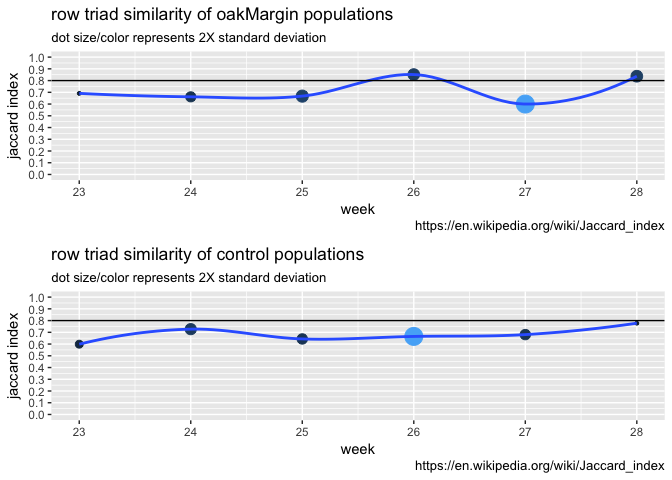 row triad similarity of oakMargin populations
dot size/color represents 2X standard deviation
jaccard index
1.0
0.9
0.8
0.7
0.6
0.5
0.4
0.3
0.2
0.1
0.0
23 24 25 26 27 28
week
https://en.wikipedia.org/wiki/Jaccard_index
row triad similarity of control populations
dot size/color represents 2X standard deviation
jaccard index
1.0
0.9
0.8
0.7
0.6
0.5
0.4
0.3
0.2
0.1
0.0
23 24 25 26 27 28
week
https://en.wikipedia.org/wiki/Jaccard_index